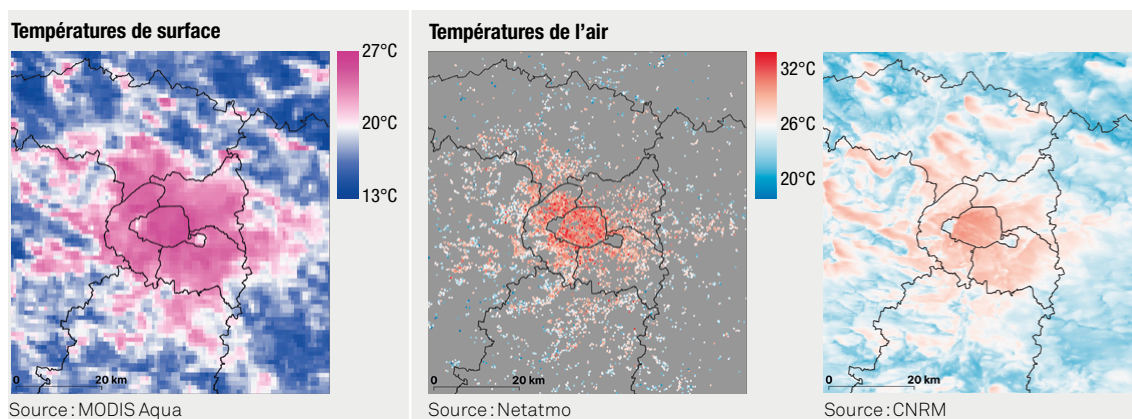 Températures de surface
27°C
20°C
13°C
0 20 km
Source : MODIS Aqua
Températures de l’air
32°C
26°C
20°C
0 20 km
Source : Netatmo
0 20 km
Source : CNRM